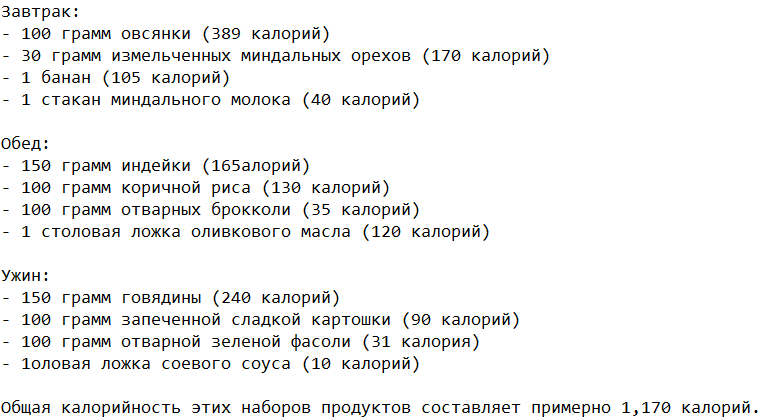 Завтрак:
- 100 грамм овсянки (389 калорий)
- 30 грамм измельченных миндальных орехов (170 калорий)
- 1 банан (105 калорий)
- 1 стакан миндального молока (40 калорий)
Обед:
- 150 грамм индейки (165алорий)
- 100 грамм коричной риса (130 калорий)
- 100 грамм отварных брокколи (35 калорий)
- 1 столовая ложка оливкового масла (120 калорий)
Ужин:
- 150 грамм говядины (240 калорий)
- 100 грамм запеченной сладкой картошки (90 калорий)
- 100 грамм отварной зеленой фасоли (31 калория)
- 1оловая ложка соевого соуса (10 калорий)
Общая калорийность этих наборов продуктов составляет примерно 1,170 калорий.